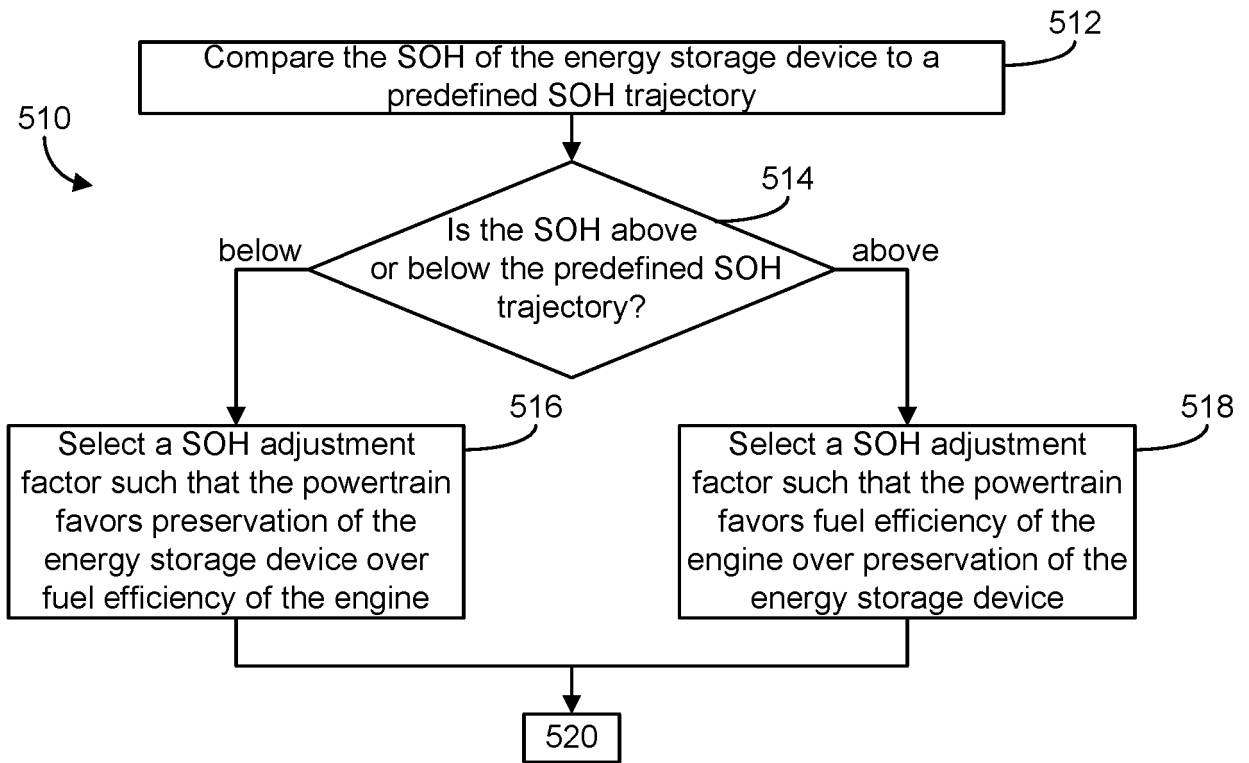 512
Compare the SOH of the energy storage device to a
predefined SOH trajectory
510
514
Is the SOH above
or below the predefined SOH
trajectory?
below
above
516
Select a SOH adjustment
factor such that the powertrain
favors preservation of the
energy storage device over
fuel efficiency of the engine
518
Select a SOH adjustment
factor such that the powertrain
favors fuel efficiency of the
engine over preservation of the
energy storage device
520